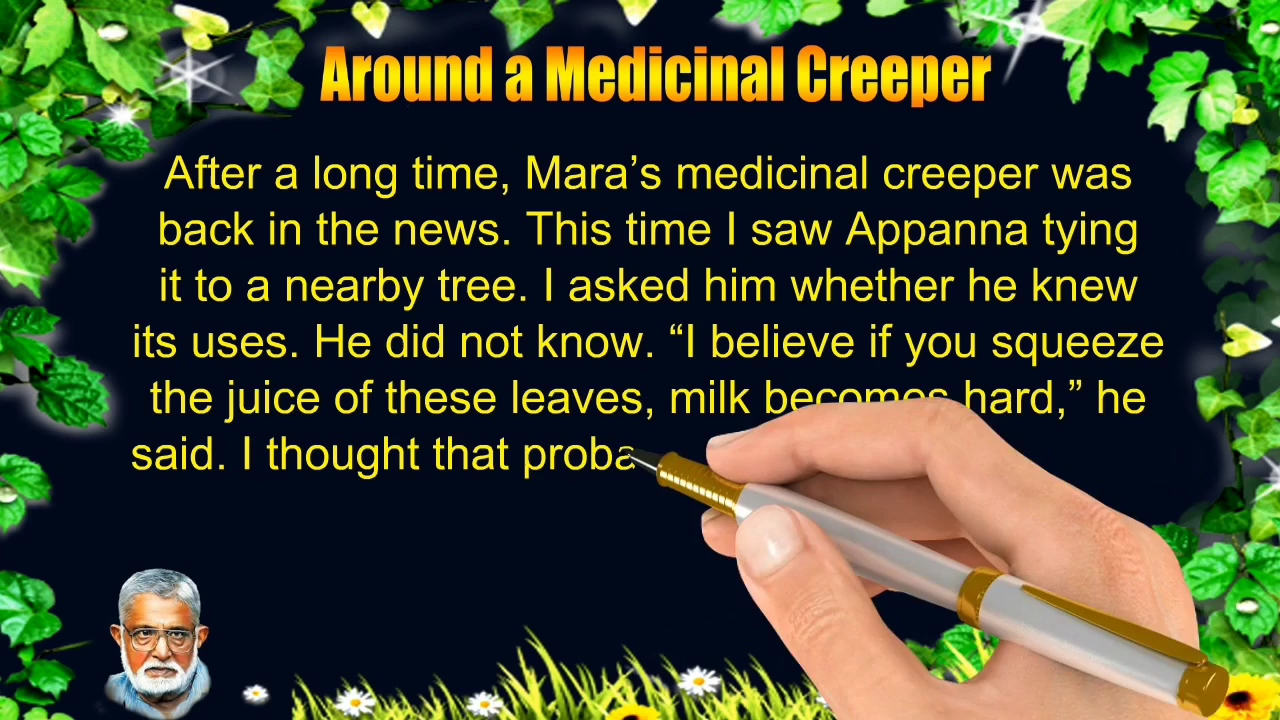 Around a Medicinal Creeper
After a long time, Mara’s medicinal creeper was
back in the news. This time I saw Appanna tying
it to a nearby tree. I asked him whether he knew
its uses. He did not know. “I believe if you squeeze
the juice of these leaves, milk becomes hard,” he
said. I thought that proba